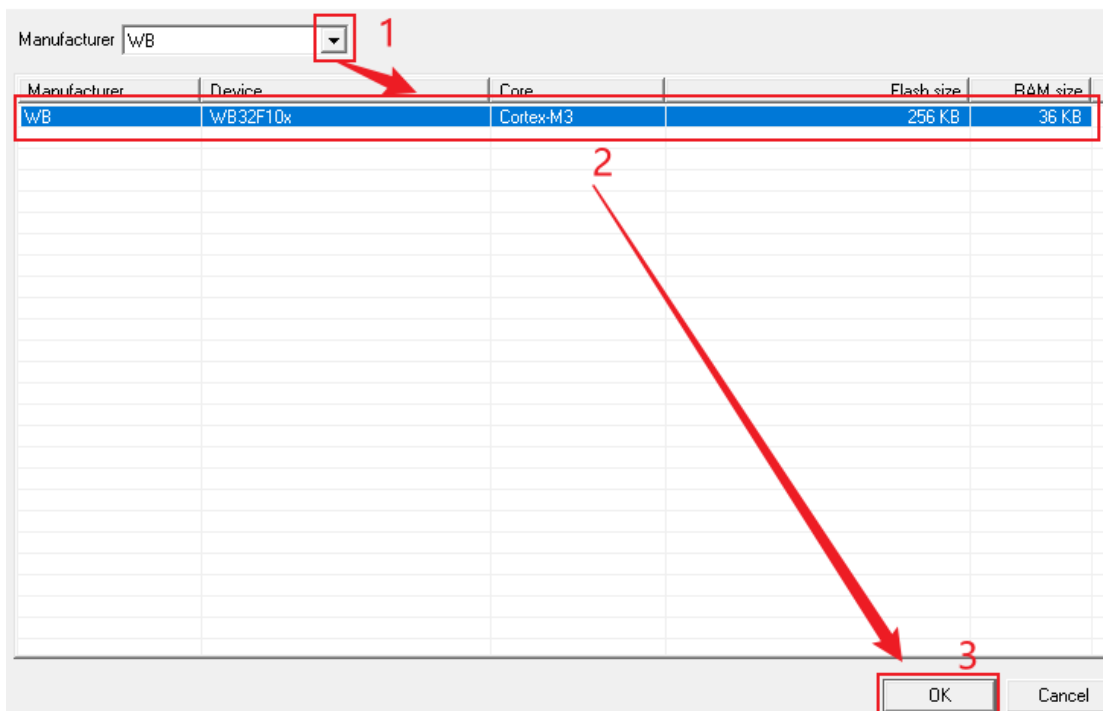 Manufacturer WB 1
Manufacturer Device Core Flash size RAM size
WB WB32F10x Cortex-M3 256 KB 36 KB
2
3
OK Cancel